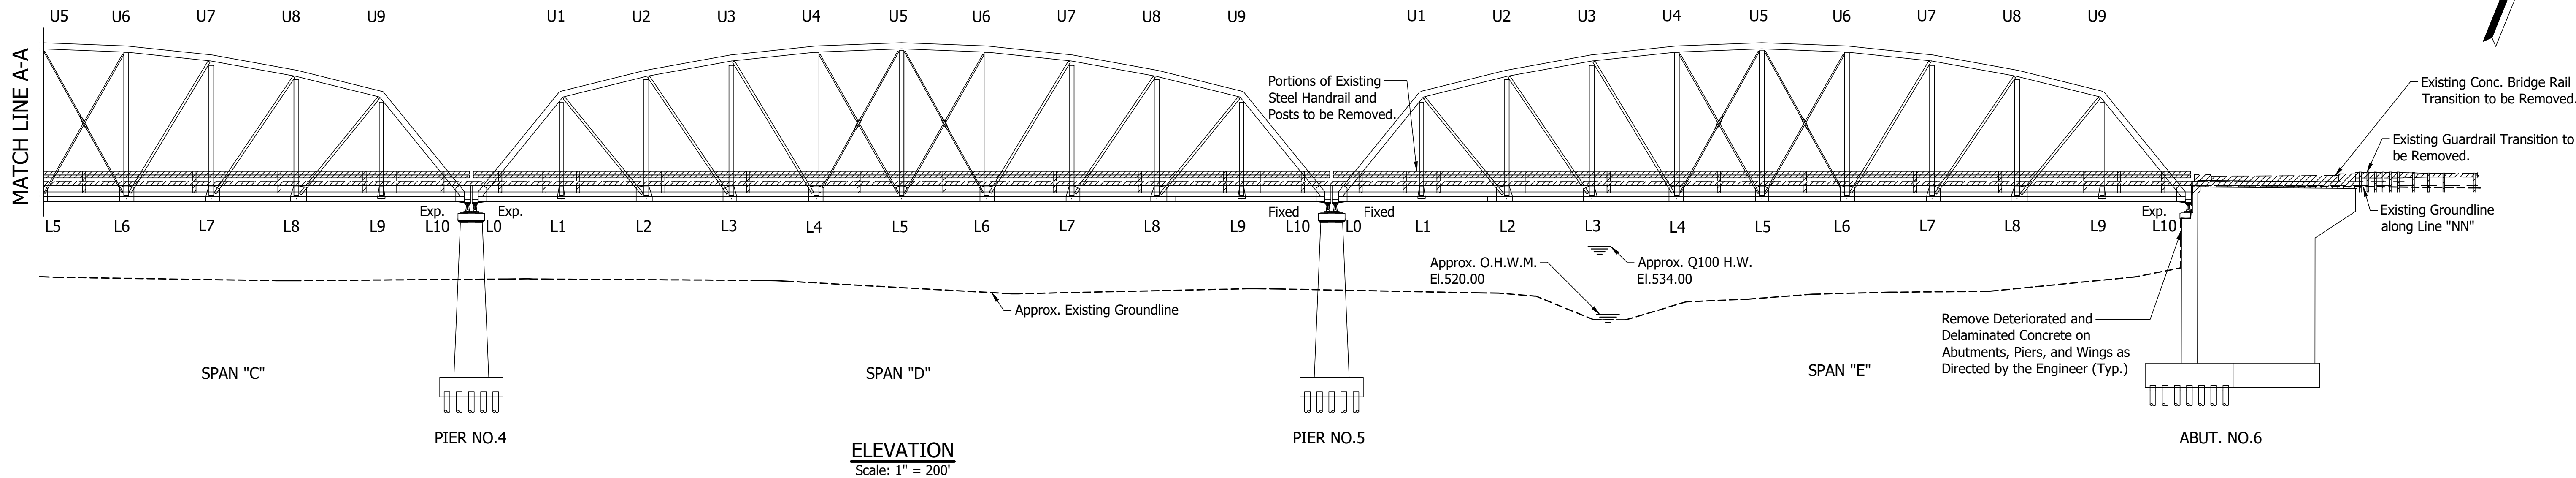 U5 U6 U7 U8 U9 U1 U2 U3 U4 U5 U6 U7 U8 U9 U1 U2 U3 U4 U5 U6 U7 U8 U9
MATCH LINE A-A
Portions of Existing
Steel Handrail and
Posts to be Removed.
Existing Conc. Bridge Rail
Transition to be Removed.
Existing Guardrail Transition to
be Removed.
Existing Groundline
along Line "NN"
Exp. Exp. Fixed Fixed Exp.
L5 L6 L7 L8 L9 L10 L0 L1 L2 L3 L4 L5 L6 L7 L8 L9 L10 L0 L1 L2 L3 L4 L5 L6 L7 L8 L9 L10
Approx. O.H.W.M.
El.520.00
Approx. Q100 H.W.
El.534.00
Approx. Existing Groundline
Remove Deteriorated and
Delaminated Concrete on
Abutments, Piers, and Wings as
Directed by the Engineer (Typ.)
SPAN "C" SPAN "D" SPAN "E"
PIER NO.4 PIER NO.5 ABUT. NO.6
ELEVATION
Scale: 1" = 200'